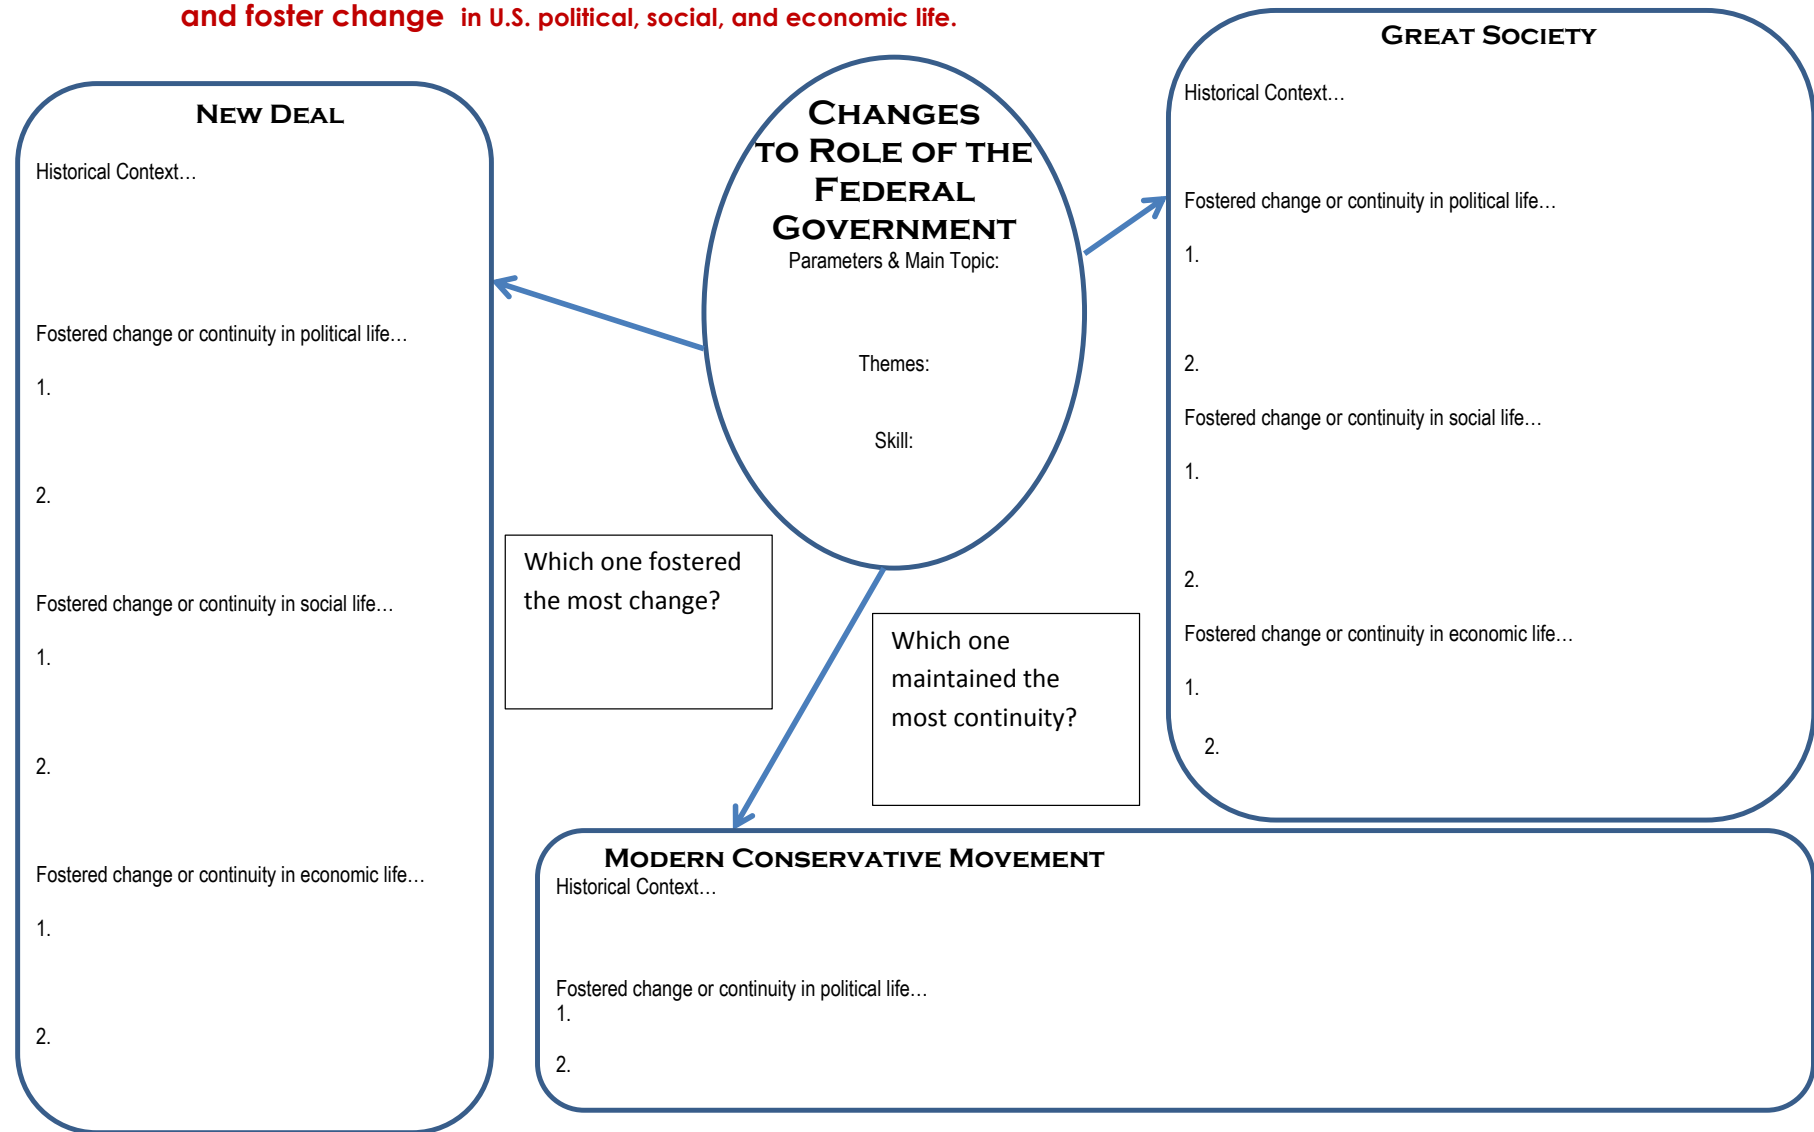 and foster change in U.S. political, social, and economic life.
NEW DEAL
Historical Context…
Fostered change or continuity in political life…
1.
2.
Fostered change or continuity in social life…
1.
2.
Fostered change or continuity in economic life…
1.
2.
CHANGES
TO ROLE OF THE
FEDERAL
GOVERNMENT
Parameters & Main Topic:
Themes:
Skill:
Which one fostered
the most change?
Which one
maintained the
most continuity?
GREAT SOCIETY
Historical Context…
Fostered change or continuity in political life…
1.
2.
Fostered change or continuity in social life…
1.
2.
Fostered change or continuity in economic life…
1.
2.
MODERN CONSERVATIVE MOVEMENT
Historical Context…
Fostered change or continuity in political life…
1.
2.